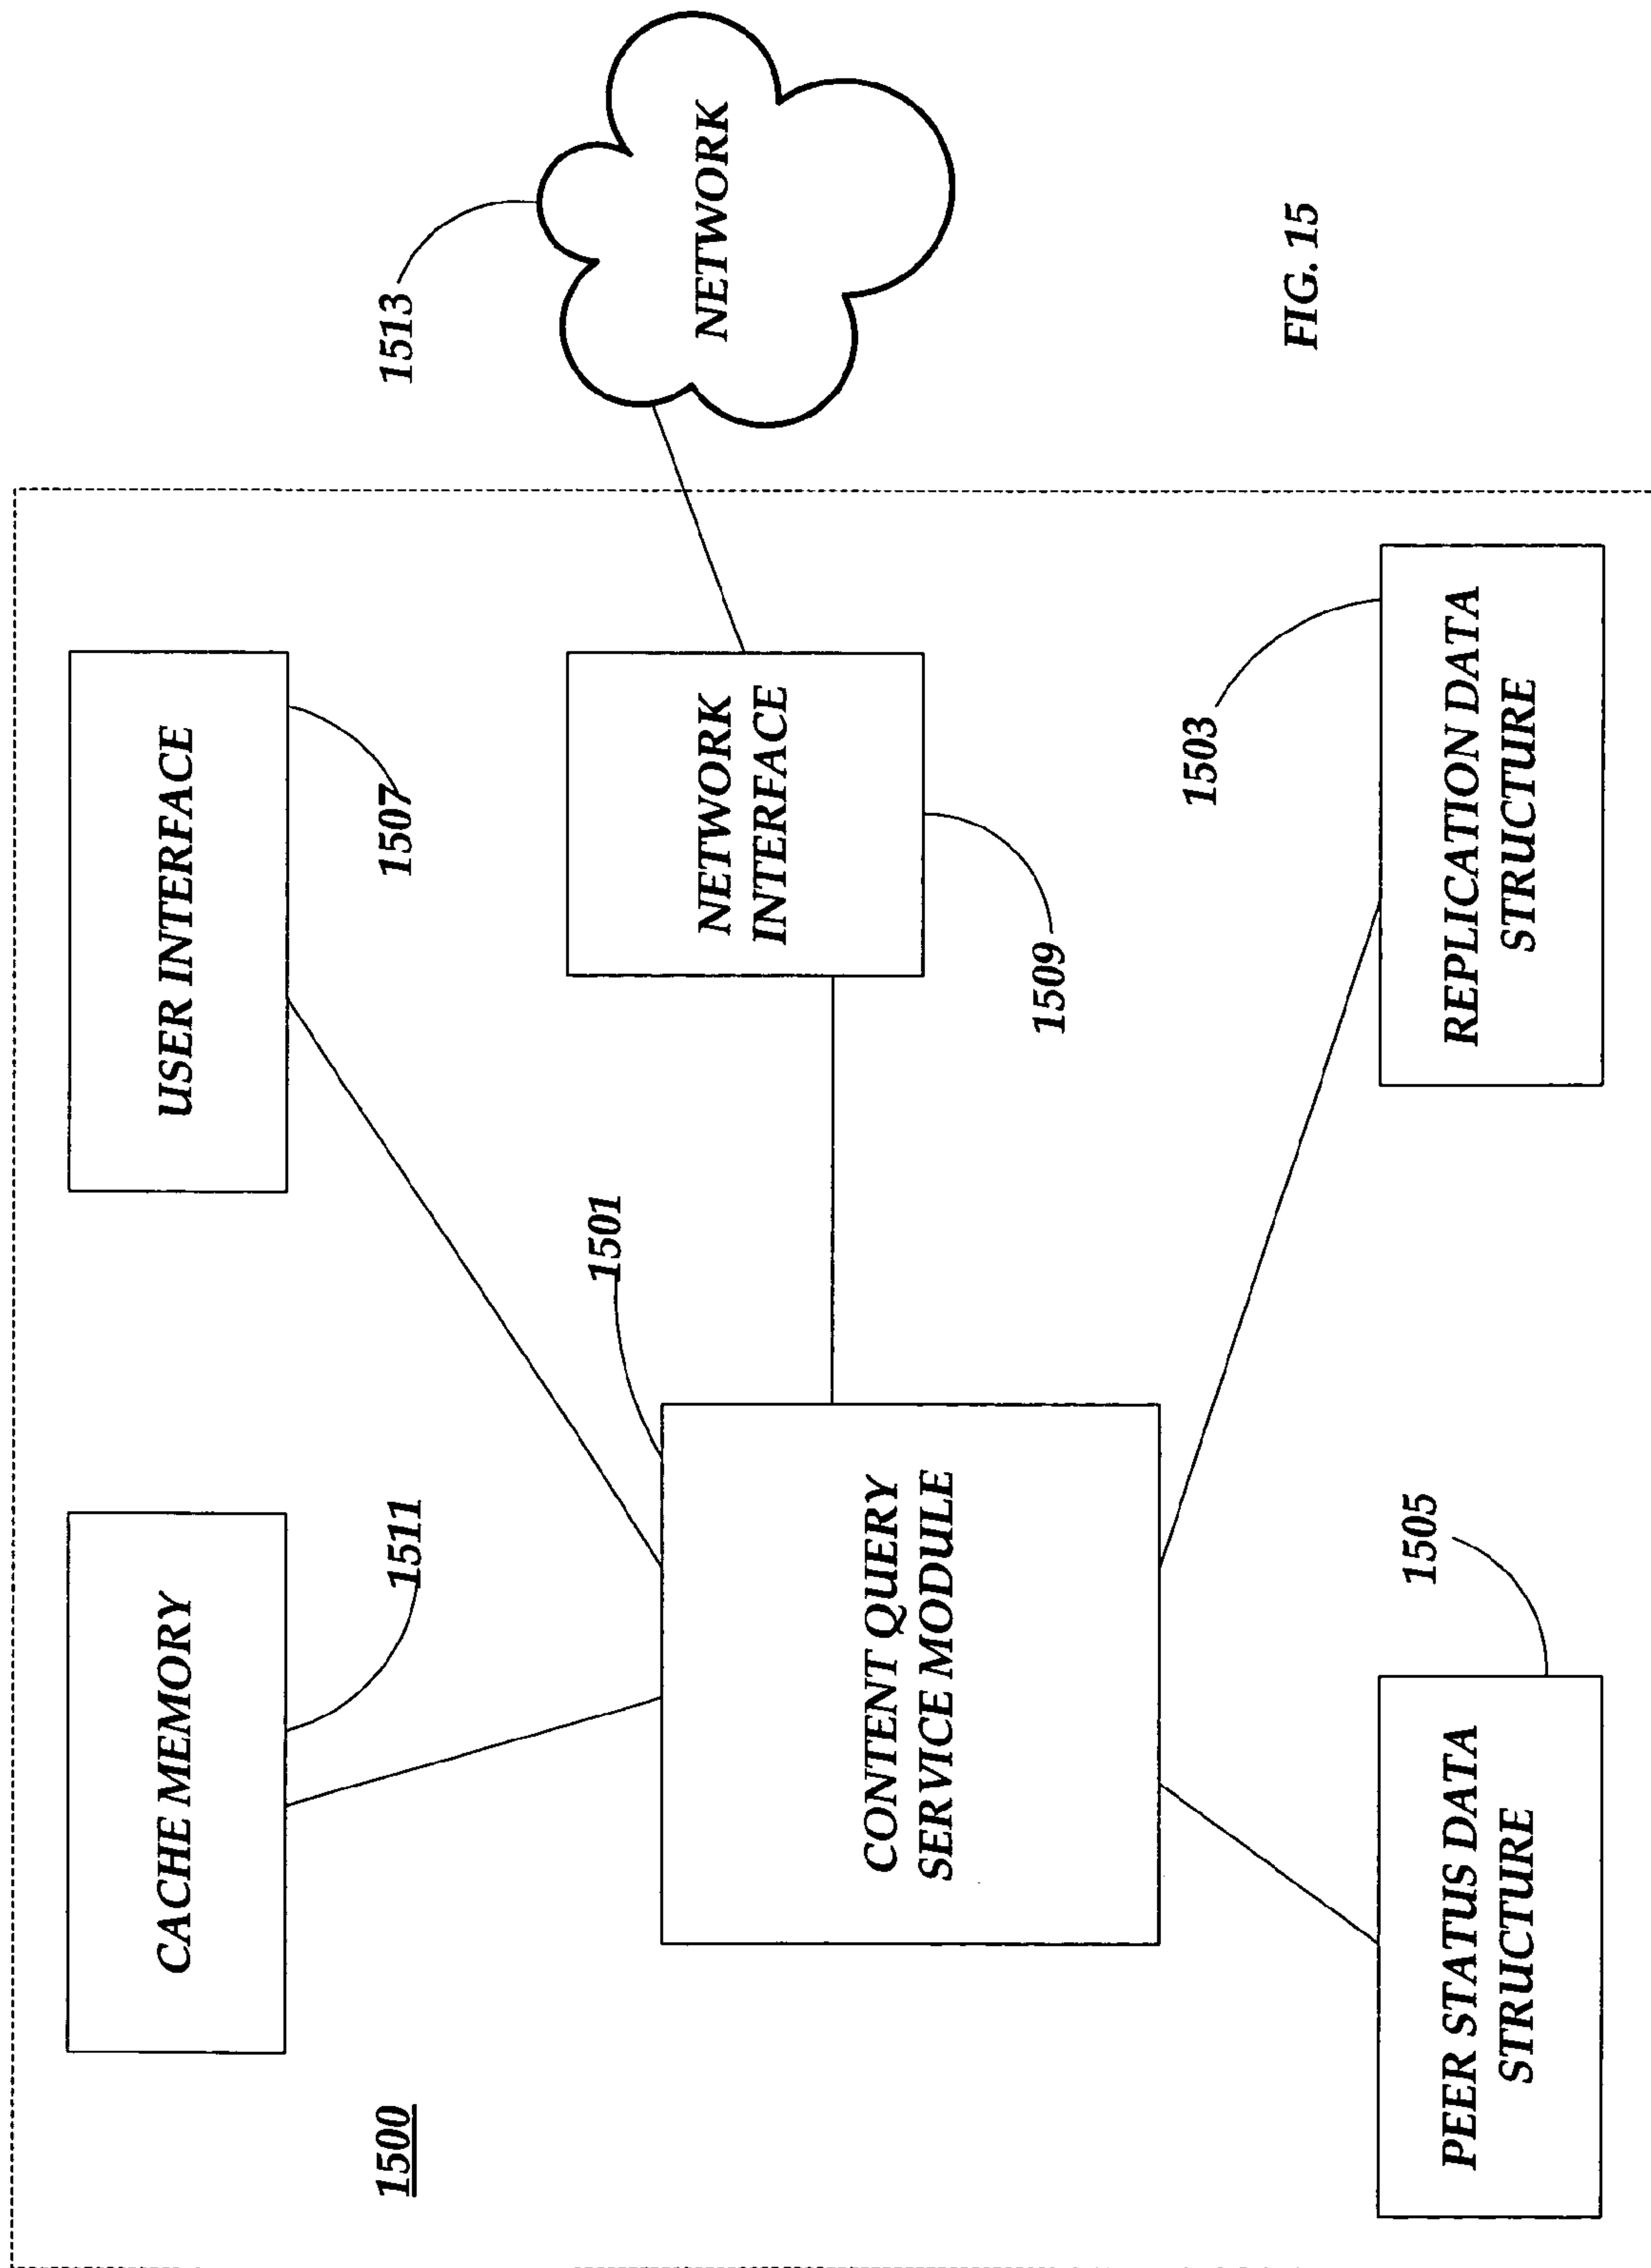 1500
CACHE MEMORY
1511
USER INTERFACE
1507
1513
NETWORK
1501
NETWORK
INTERFACE
1509
CONTENT QUERY
SERVICE MODULE
1505
1503
PEER STATUS DATA
STRUCTURE
REPLICATION DATA
STRUCTURE
FIG. 15